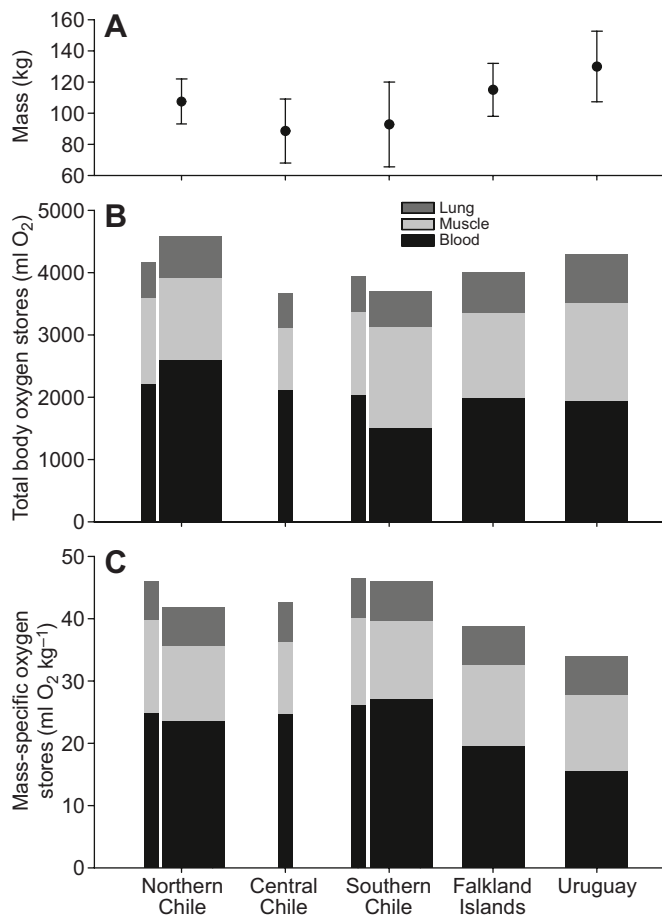 A
160
140
120
100
80
60
Mass (kg)
B
5000
4000
3000
2000
1000
0
Total body oxygen stores (ml O₂)
Lung
Muscle
Blood
C
50
40
30
20
10
0
Mass-specific oxygen
stores (ml O₂ kg⁻¹)
Northern
Chile
Central
Chile
Southern
Chile
Falkland
Islands
Uruguay